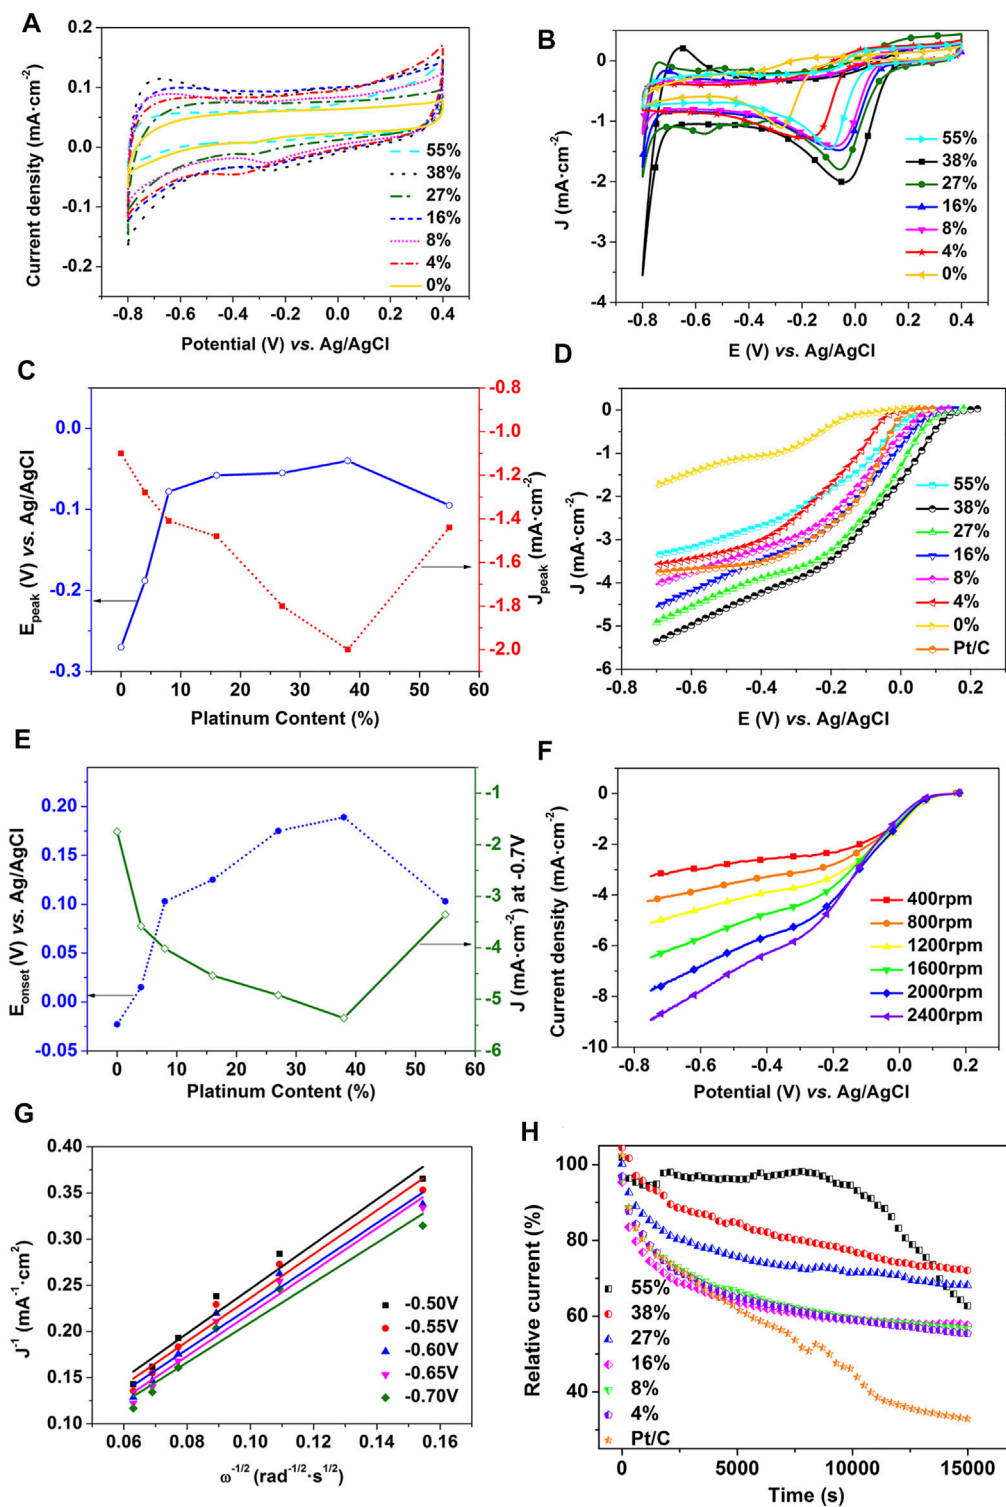 A
Current density (mA·cm-2)
0.2
0.1
0.0
-0.1
-0.2
55%
38%
27%
16%
8%
4%
0%
-0.8 -0.6 -0.4 -0.2 0.0 0.2 0.4
Potential (V) vs. Ag/AgCl
B
J (mA·cm-2)
0
-1
-2
-3
-4
55%
38%
27%
16%
8%
4%
0%
-0.8 -0.6 -0.4 -0.2 0.0 0.2 0.4
E (V) vs. Ag/AgCl
C
Epeak (V) vs. Ag/AgCl
0.0
-0.1
-0.2
-0.3
-0.8
-1.0
-1.2
-1.4
-1.6
-1.8
-2.0
Jpeak (mA·cm-2)
0 10 20 30 40 50 60
Platinum Content (%)
D
J (mA·cm-2)
0
-1
-2
-3
-4
-5
-6
55%
38%
27%
16%
8%
4%
0%
Pt/C
-0.8 -0.6 -0.4 -0.2 0.0 0.2
E (V) vs. Ag/AgCl
E
Eonset (V) vs. Ag/AgCl
0.20
0.15
0.10
0.05
0.00
-0.05
-1
-2
-3
-4
-5
-6
J (mA·cm-2) at -0.7V
0 10 20 30 40 50 60
Platinum Content (%)
F
Current density (mA·cm-2)
0
-2
-4
-6
-8
-10
400rpm
800rpm
1200rpm
1600rpm
2000rpm
2400rpm
-0.8 -0.6 -0.4 -0.2 0.0 0.2
Potential (V) vs. Ag/AgCl
G
J-1 (mA-1·cm2)
0.40
0.35
0.30
0.25
0.20
0.15
0.10
-0.50V
-0.55V
-0.60V
-0.65V
-0.70V
0.06 0.08 0.10 0.12 0.14 0.16
ω-1/2 (rad-1/2·s1/2)
H
Relative current (%)
100
80
60
40
55%
38%
27%
16%
8%
4%
Pt/C
0 5000 10000 15000
Time (s)